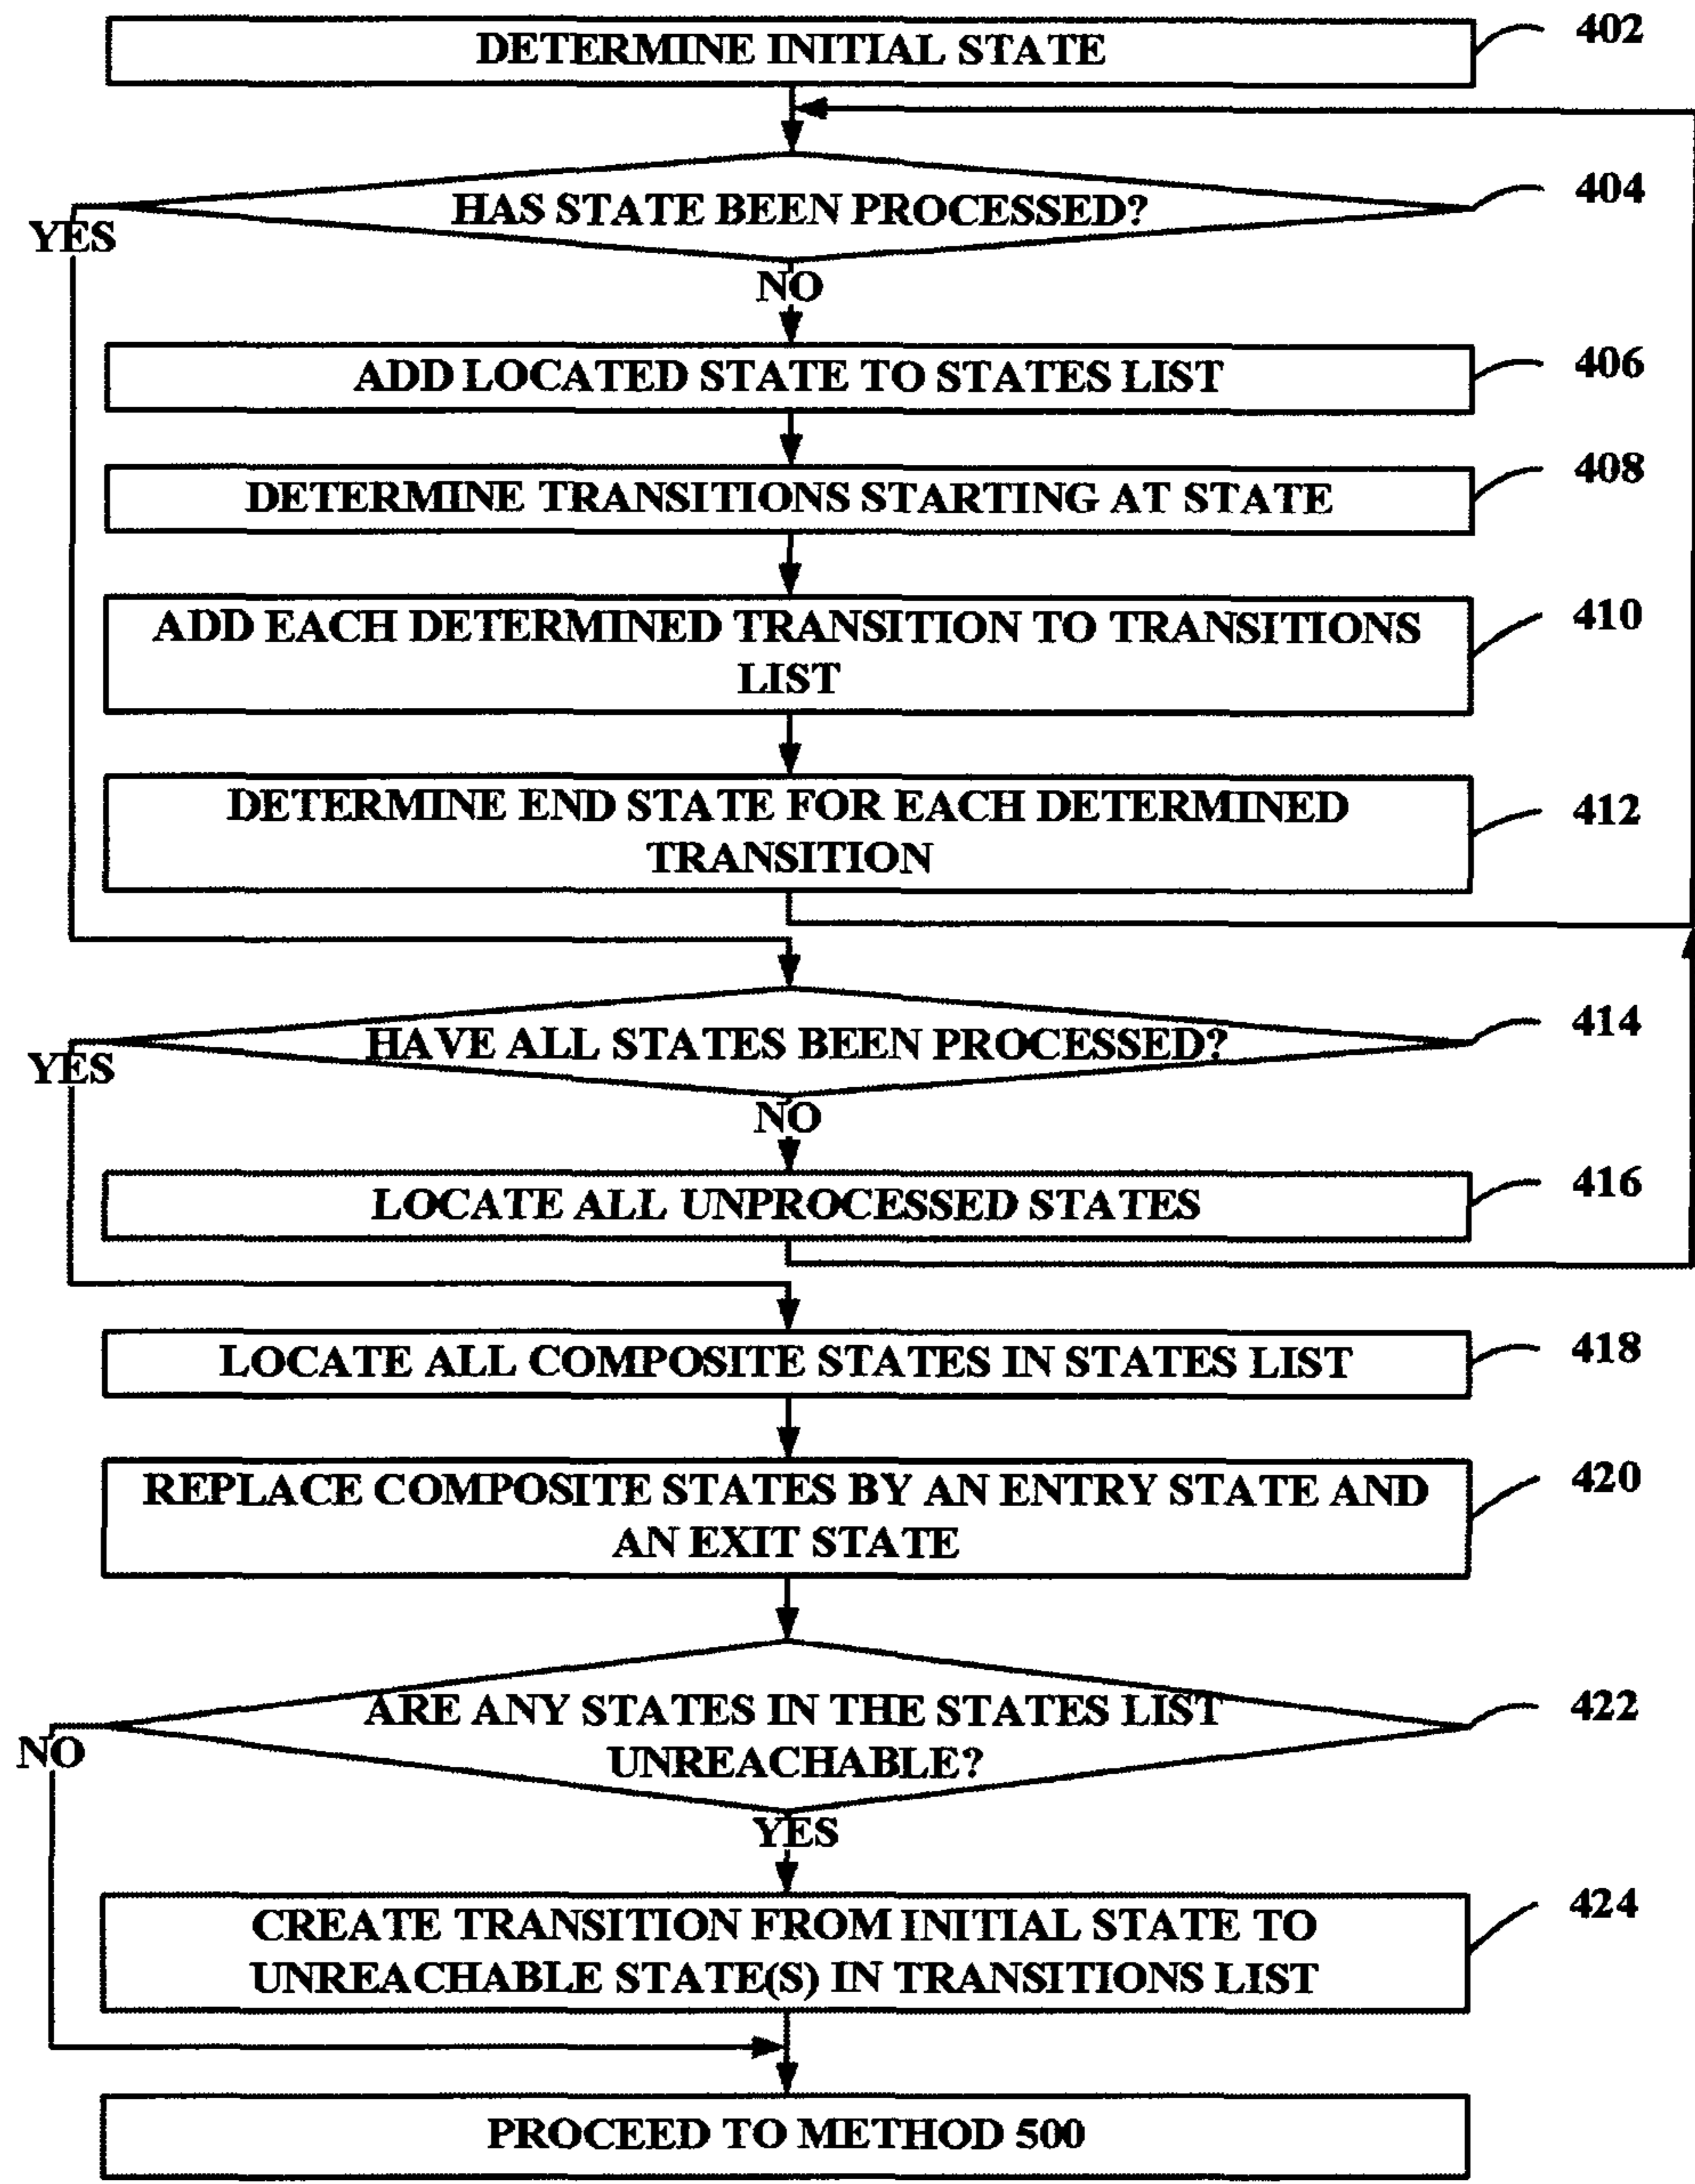 DETERMINE INITIAL STATE
402
HAS STATE BEEN PROCESSED?
404
YES
NO
ADD LOCATED STATE TO STATES LIST
406
DETERMINE TRANSITIONS STARTING AT STATE
408
ADD EACH DETERMINED TRANSITION TO TRANSITIONS
LIST
410
DETERMINE END STATE FOR EACH DETERMINED
TRANSITION
412
HAVE ALL STATES BEEN PROCESSED?
414
YES
NO
LOCATE ALL UNPROCESSED STATES
416
LOCATE ALL COMPOSITE STATES IN STATES LIST
418
REPLACE COMPOSITE STATES BY AN ENTRY STATE AND
AN EXIT STATE
420
ARE ANY STATES IN THE STATES LIST
UNREACHABLE?
422
NO
YES
CREATE TRANSITION FROM INITIAL STATE TO
UNREACHABLE STATE(S) IN TRANSITIONS LIST
424
PROCEED TO METHOD 500